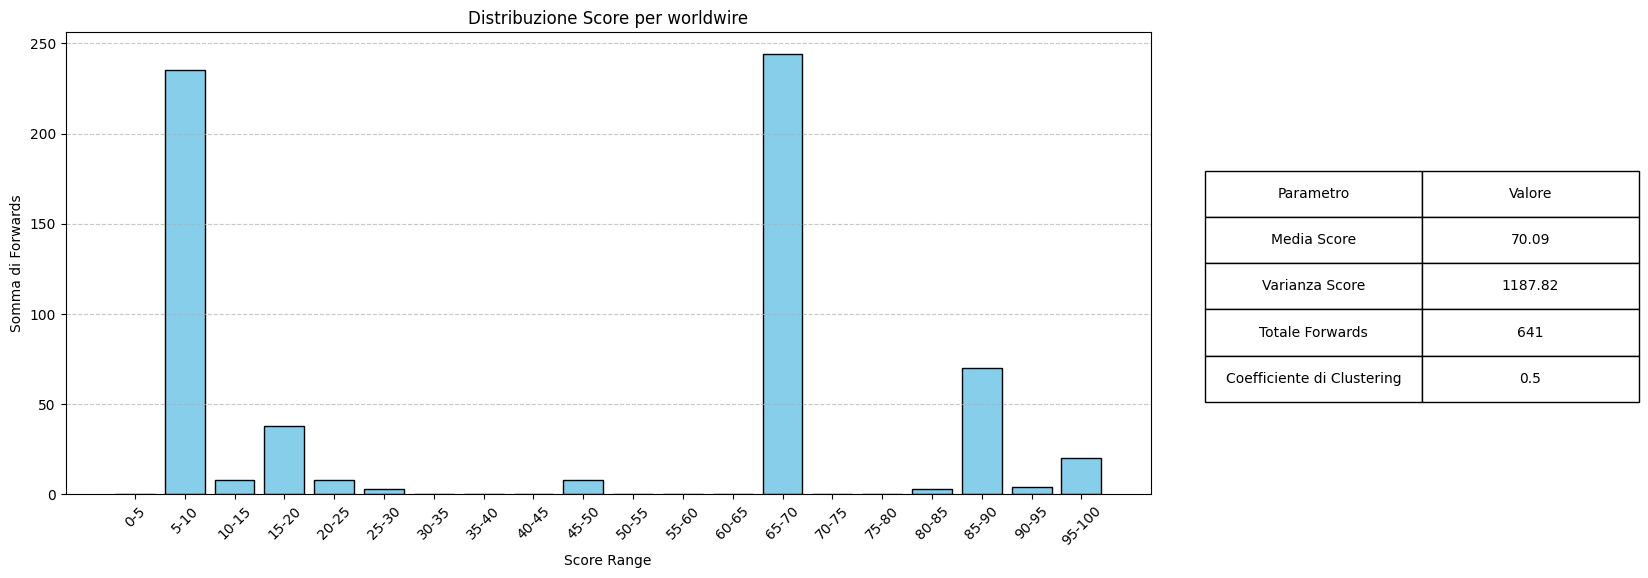 Distribuzione Score per worldwire
Somma di Forwards
250
200
150
100
50
0
0-5 5-10 10-15 15-20 20-25 25-30 30-35 35-40 40-45 45-50 50-55 55-60 60-65 65-70 70-75 75-80 80-85 85-90 90-95 95-100
Score Range
Parametro Valore
Media Score 70.09
Varianza Score 1187.82
Totale Forwards 641
Coefficiente di Clustering 0.5